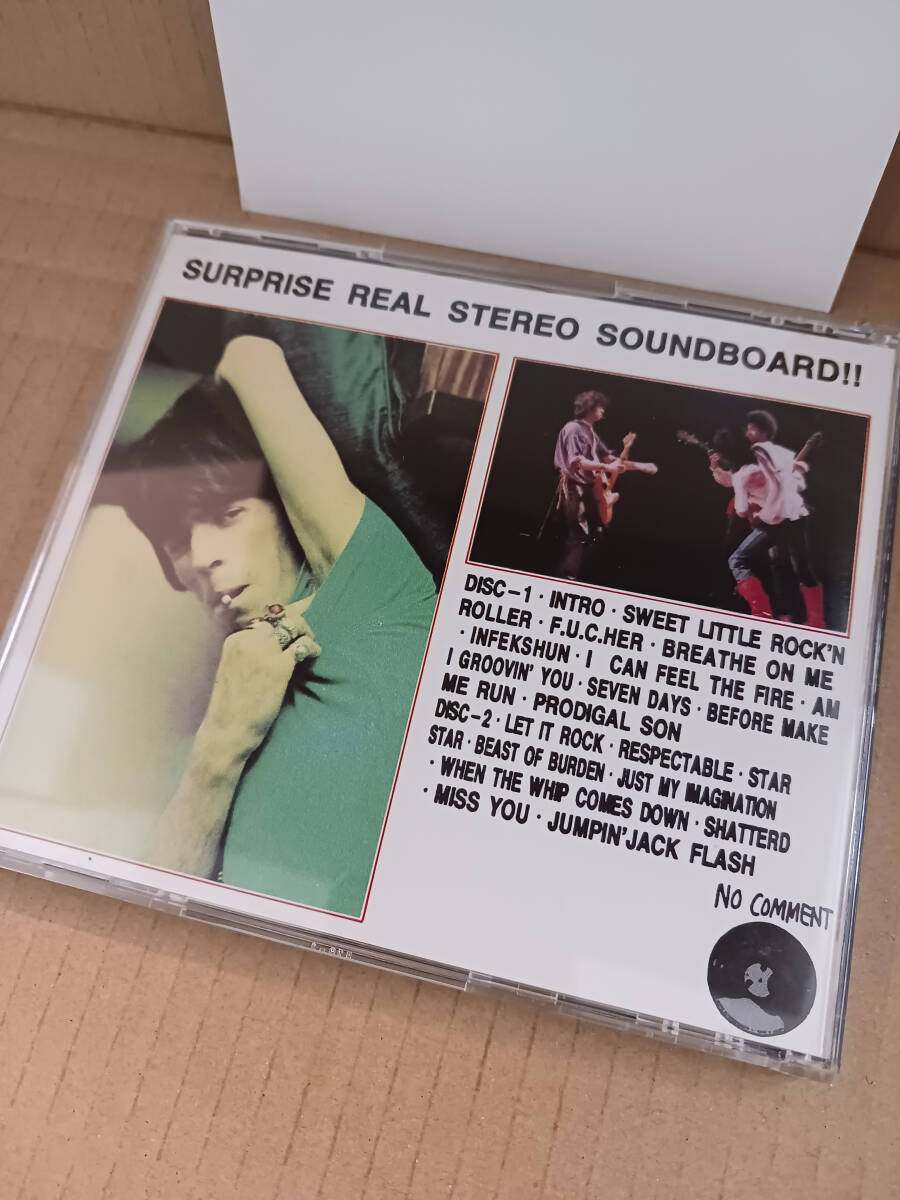 SURPRISE REAL STEREO SOUNDBOARD!!
DISC-1 · INTRO · SWEET LITTLE ROCK'N
ROLLER · F.U.C.HER · BREATHE ON ME
· INFEKSHUN · I CAN FEEL THE FIRE · AM
I GROOVIN' YOU · SEVEN DAYS · BEFORE MAKE
ME RUN · PRODIGAL SON
DISC-2 · LET IT ROCK · RESPECTABLE · STAR
STAR · BEAST OF BURDEN · JUST MY IMAGINATION
· WHEN THE WHIP COMES DOWN · SHATTERD
· MISS YOU · JUMPIN'JACK FLASH
NO COMMENT